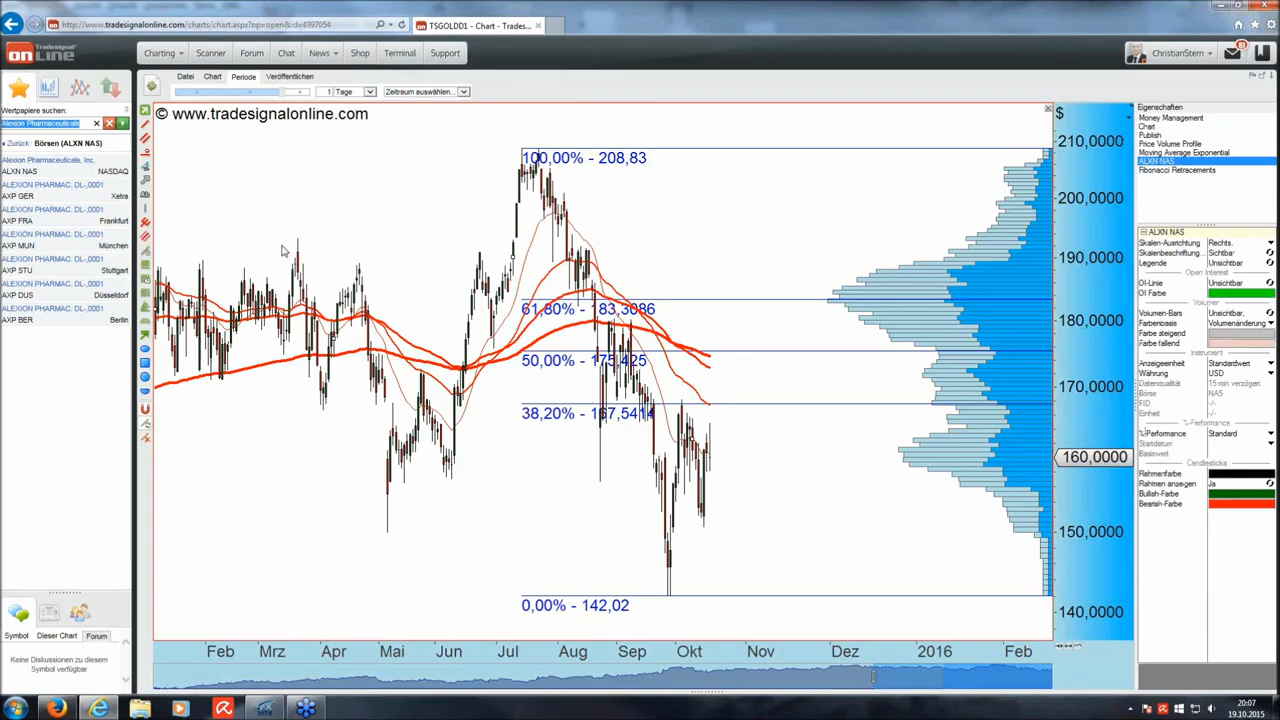 http://www.tradesignalonline.com/charts/chart.aspx?op=open&id=4997054
TSGOLDD1 - Chart - Trades...
Tradesignal
on LINE
Charting
Scanner
Forum
Chat
News
Shop
Terminal
Support
ChristianStern
Datei
Chart
Periode
Veröffentlichen
1 Tage
Zeitraum auswählen...
Wertpapiere suchen:
Alexion Pharmaceuticals
Zurück
Börsen (ALXN NAS)
Alexion Pharmaceuticals, Inc.
ALXN NAS NASDAQ
ALEXION PHARMAC. DL-,0001
AXP GER Xetra
ALEXION PHARMAC. DL-,0001
AXP FRA Frankfurt
ALEXION PHARMAC. DL-,0001
AXP MUN München
ALEXION PHARMAC. DL-,0001
AXP STU Stuttgart
ALEXION PHARMAC. DL-,0001
AXP DUS Düsseldorf
ALEXION PHARMAC. DL-,0001
AXP BER Berlin
Symbol
Dieser Chart
Forum
Keine Diskussionen zu diesem
Symbol verfügbar
© www.tradesignalonline.com
100,00% - 208,83
61,80% - 183,3086
50,00% - 175,425
38,20% - 167,5414
0,00% - 142,02
$
210,0000
200,0000
190,0000
180,0000
170,0000
160,0000
150,0000
140,0000
Feb
Mrz
Apr
Mai
Jun
Jul
Aug
Sep
Okt
Nov
Dez
2016
Feb
Eigenschaften
Money Management
Chart
Publish
Price Volume Profile
Moving Average Exponential
ALXN NAS
Fibonacci Retracements
ALXN NAS
Skalen-Ausrichtung Rechts.
Skalen-Beschreibung Sichtbar
Legende Unsichtbar
Open Interest
OI-Linie Unsichtbar
OI Farbe
Volumen
Volumen-Bars Unsichtbar,
Farbenbasis Volumenänderung
Farbe steigend
Farbe fallend
Instrument
Anzeigeeinheit Standardwert
Währung USD
Datenqualität 15 min verzöger
Börse NAS
FID -/-
Einheit -/-
%-Performance
%-Performance Standard
Startdatum
Basiswert
Candlesticks
Rahmenfarbe
Rahmen anzeigen Ja
Bullish-Farbe
Bearish-Farbe
MT4
20:07
19.10.2015